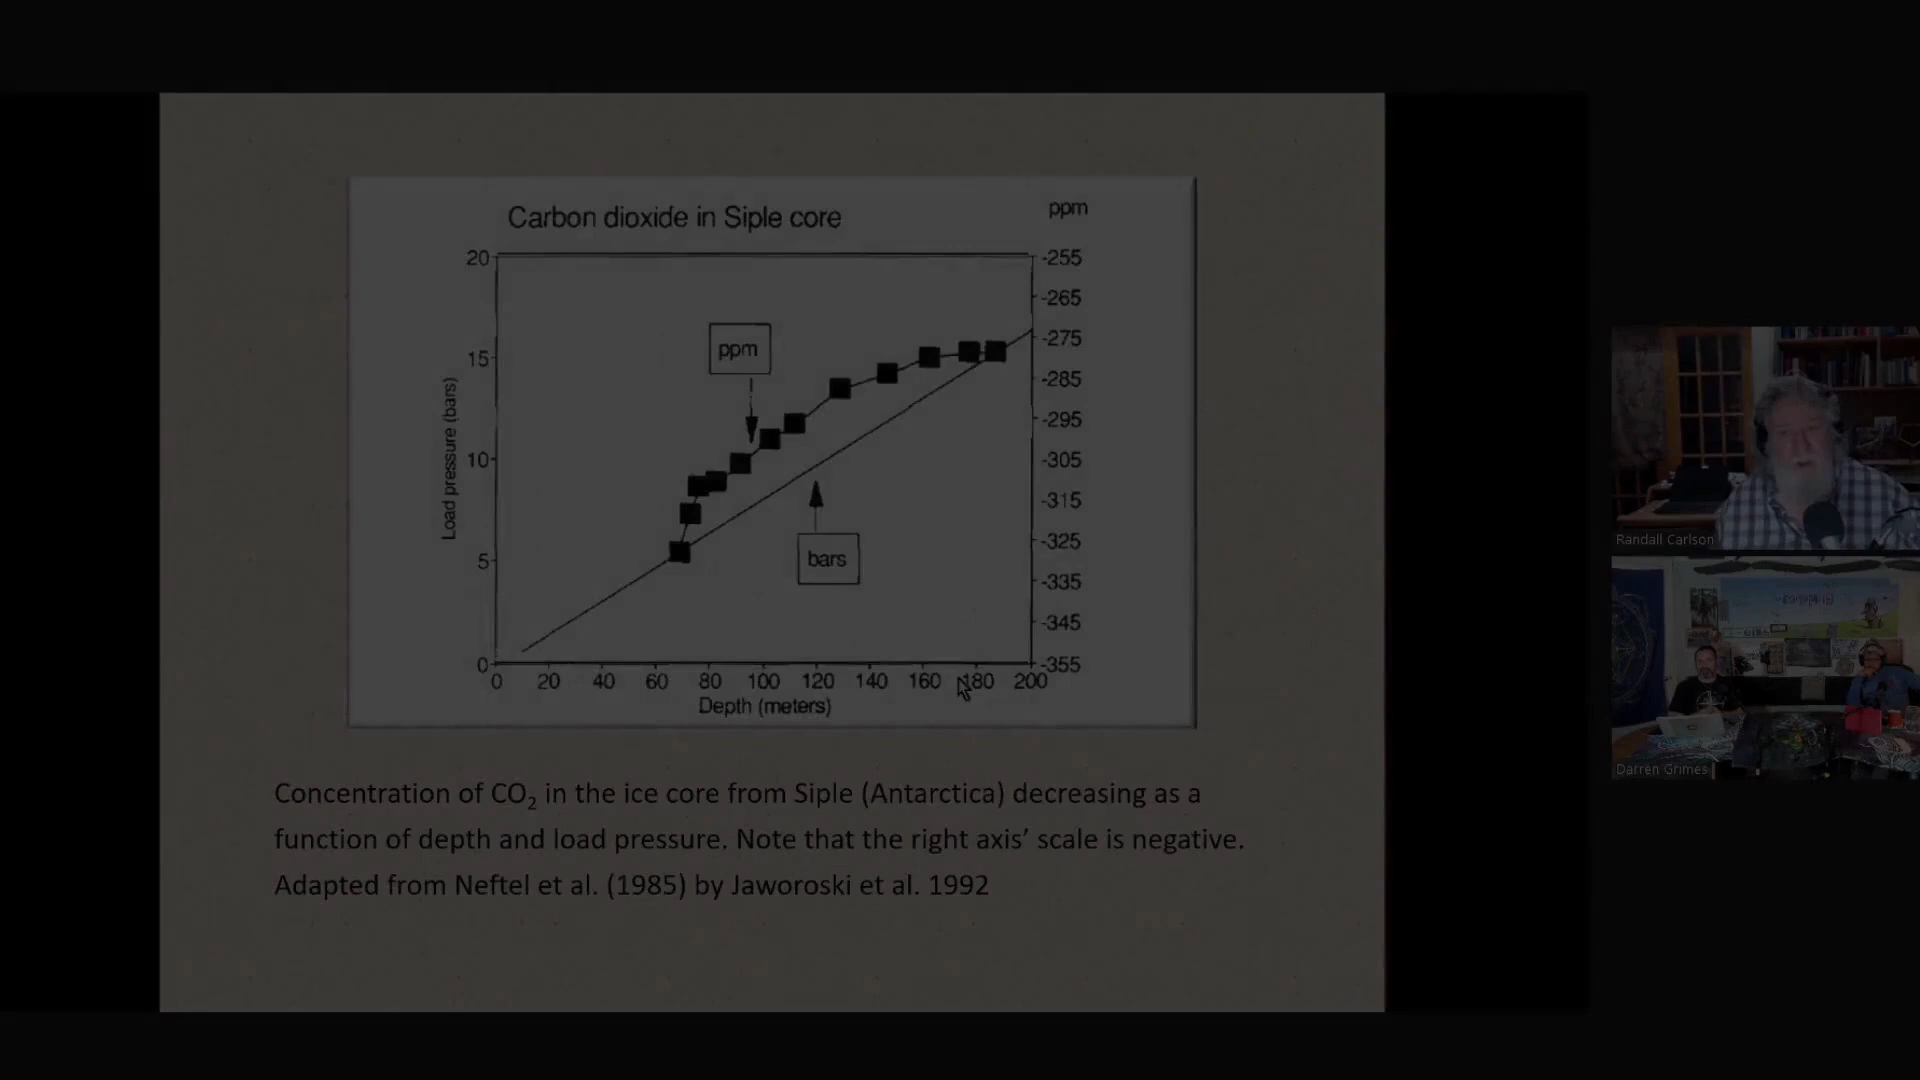 Carbon dioxide in Siple core
ppm
20
15
10
5
0
Load pressure (bars)
ppm
bars
-255
-265
-275
-285
-295
-305
-315
-325
-335
-345
-355
0 20 40 60 80 100 120 140 160 180 200
Depth (meters)
Concentration of CO₂ in the ice core from Siple (Antarctica) decreasing as a
function of depth and load pressure. Note that the right axis’ scale is negative.
Adapted from Neftel et al. (1985) by Jaworoski et al. 1992
Randall Carlson
Darren Grimes